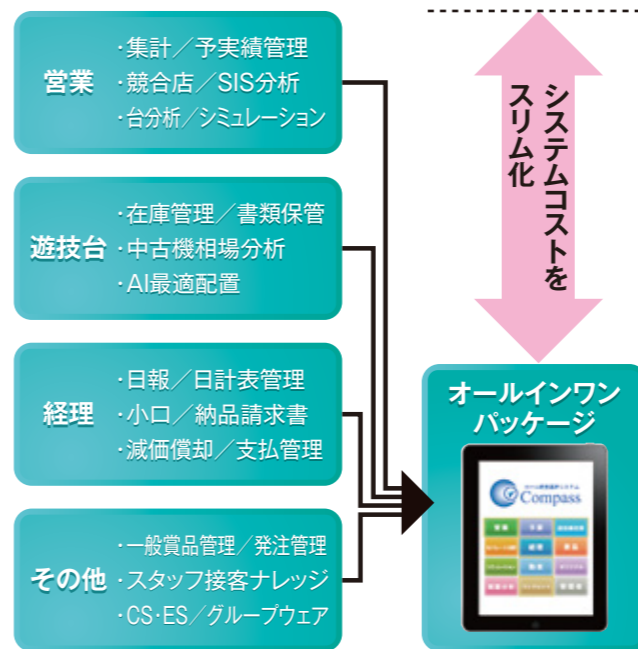 営業
・集計／予実績管理
・競合店／SIS分析
・台分析／シミュレーション
遊技台
・在庫管理／書類保管
・中古機相場分析
・AI最適配置
経理
・日報／日計表管理
・小口／納品請求書
・減価償却／支払管理
その他
・一般賞品管理／発注管理
・スタッフ接客ナレッジ
・CS・ES／グループウェア
システムコストを
スリム化
オールインワン
パッケージ
Compass